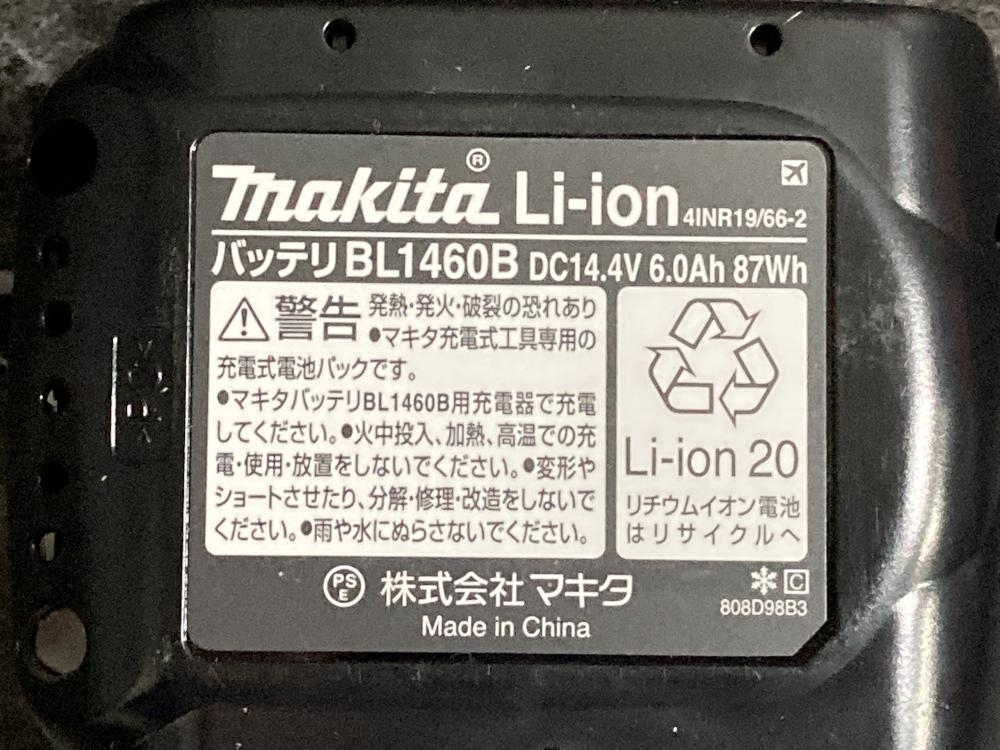 makita® Li-ion 4INR19/66-2
バッテリ BL1460B DC14.4V 6.0Ah 87Wh
警告 発熱・発火・破裂の恐れあり
●マキタ充電式工具専用の
充電式電池パックです。
●マキタバッテリBL1460B用充電器で充電
してください。●火中投入、加熱、高温での充
電・使用・放置をしないでください。●変形や
ショートさせたり、分解・修理・改造をしないで
ください。●雨や水にぬらさないでください。
Li-ion 20
リチウムイオン電池
はリサイクルへ
PS
E
株式会社 マキタ
C
808D98B3
Made in China